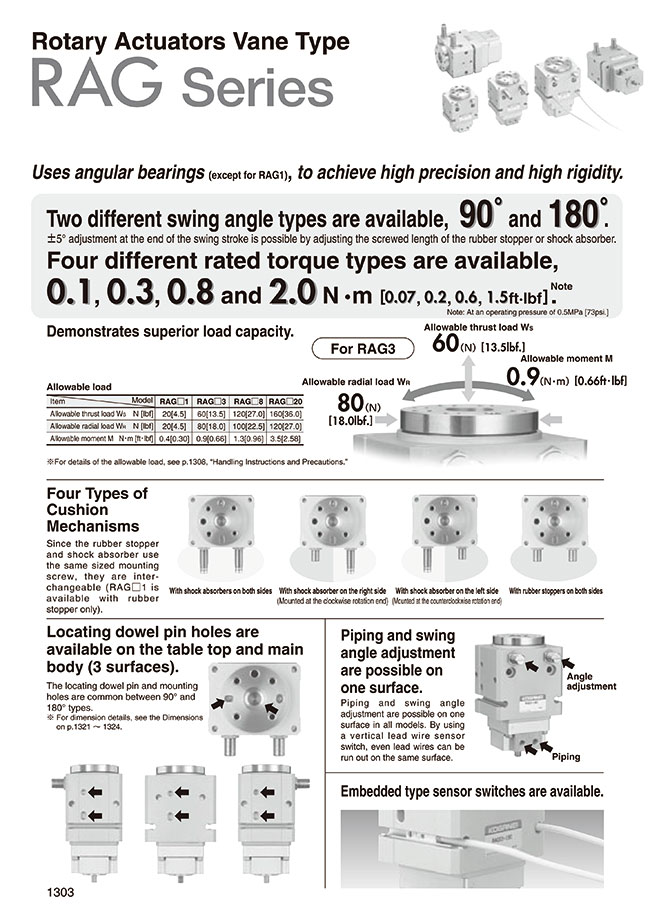 Rotary Actuators Vane Type
RAG Series
Uses angular bearings (except for RAG1), to achieve high precision and high rigidity.
Two different swing angle types are available, 90° and 180°.
±5° adjustment at the end of the swing stroke is possible by adjusting the screwed length of the rubber stopper or shock absorber.
Four different rated torque types are available,
0.1, 0.3, 0.8 and 2.0 N・m [0.07, 0.2, 0.6, 1.5ft・lbf]. Note
Note: At an operating pressure of 0.5MPa [73psi.]
Demonstrates superior load capacity.
For RAG3
Allowable thrust load Ws
60(N) [13.5lbf.]
Allowable moment M
0.9(N・m) [0.66ft・lbf]
Allowable radial load WR
80(N)
[18.0lbf.]
Allowable load
Item Model RAG□1 RAG□3 RAG□8 RAG□20
Allowable thrust load Ws N [lbf] 20[4.5] 60[13.5] 120[27.0] 160[36.0]
Allowable radial load WR N [lbf] 20[4.5] 80[18.0] 100[22.5] 120[27.0]
Allowable moment M N・m [ft・lbf] 0.4[0.30] 0.9[0.66] 1.3[0.96] 3.5[2.58]
※For details of the allowable load, see p.1308, "Handling Instructions and Precautions."
Four Types of
Cushion
Mechanisms
Since the rubber stopper
and shock absorber use
the same sized mounting
screw, they are inter-
changeable (RAG□1 is
available with rubber
stopper only).
With shock absorbers on both sides
With shock absorber on the right side
(Mounted at the clockwise rotation end)
With shock absorber on the left side
(Mounted at the counterclockwise rotation end)
With rubber stoppers on both sides
Locating dowel pin holes are
available on the table top and main
body (3 surfaces).
The locating dowel pin and mounting
holes are common between 90° and
180° types.
※ For dimension details, see the Dimensions
on p.1321 ～ 1324.
Piping and swing
angle adjustment
are possible on
one surface.
Piping and swing angle
adjustment are possible on one
surface in all models. By using
a vertical lead wire sensor
switch, even lead wires can be
run out on the same surface.
Angle
adjustment
Piping
Embedded type sensor switches are available.
KOGANEI
1303